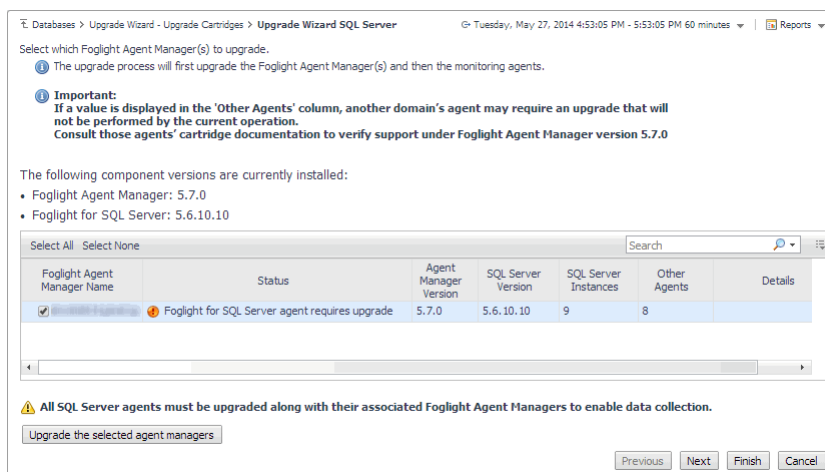 Databases > Upgrade Wizard - Upgrade Cartridges > Upgrade Wizard SQL Server
Tuesday, May 27, 2014 4:53:05 PM - 5:53:05 PM 60 minutes
Reports
Select which Foglight Agent Manager(s) to upgrade.
The upgrade process will first upgrade the Foglight Agent Manager(s) and then the monitoring agents.
Important:
If a value is displayed in the 'Other Agents' column, another domain's agent may require an upgrade that will
not be performed by the current operation.
Consult those agents' cartridge documentation to verify support under Foglight Agent Manager version 5.7.0
The following component versions are currently installed:
• Foglight Agent Manager: 5.7.0
• Foglight for SQL Server: 5.6.10.10
Select All Select None
Search
Foglight Agent
Manager Name
Status
Agent
Manager
Version
SQL Server
Version
SQL Server
Instances
Other
Agents
Details
Foglight for SQL Server agent requires upgrade 5.7.0 5.6.10.10 9 8
All SQL Server agents must be upgraded along with their associated Foglight Agent Managers to enable data collection.
Upgrade the selected agent managers
Previous Next Finish Cancel